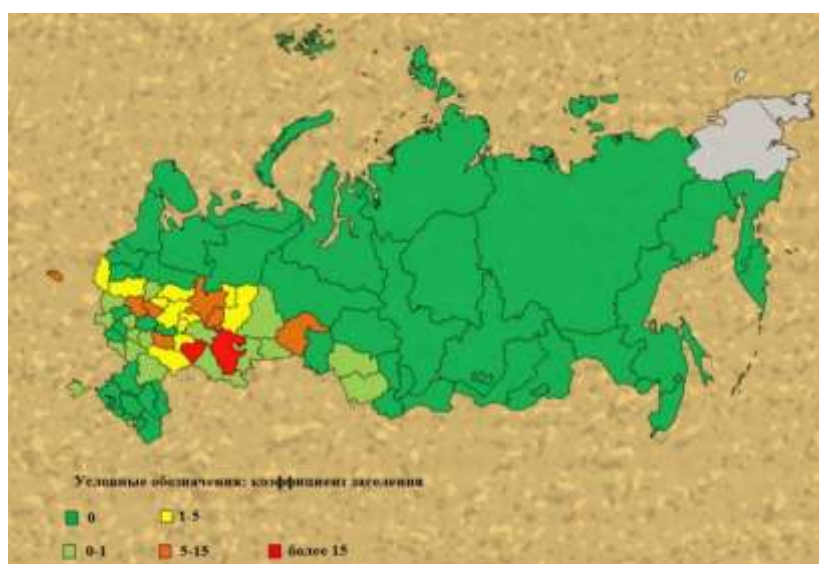 Условные обозначения: коэффициент заселения
0 1-5
0-1 5-15 более 15